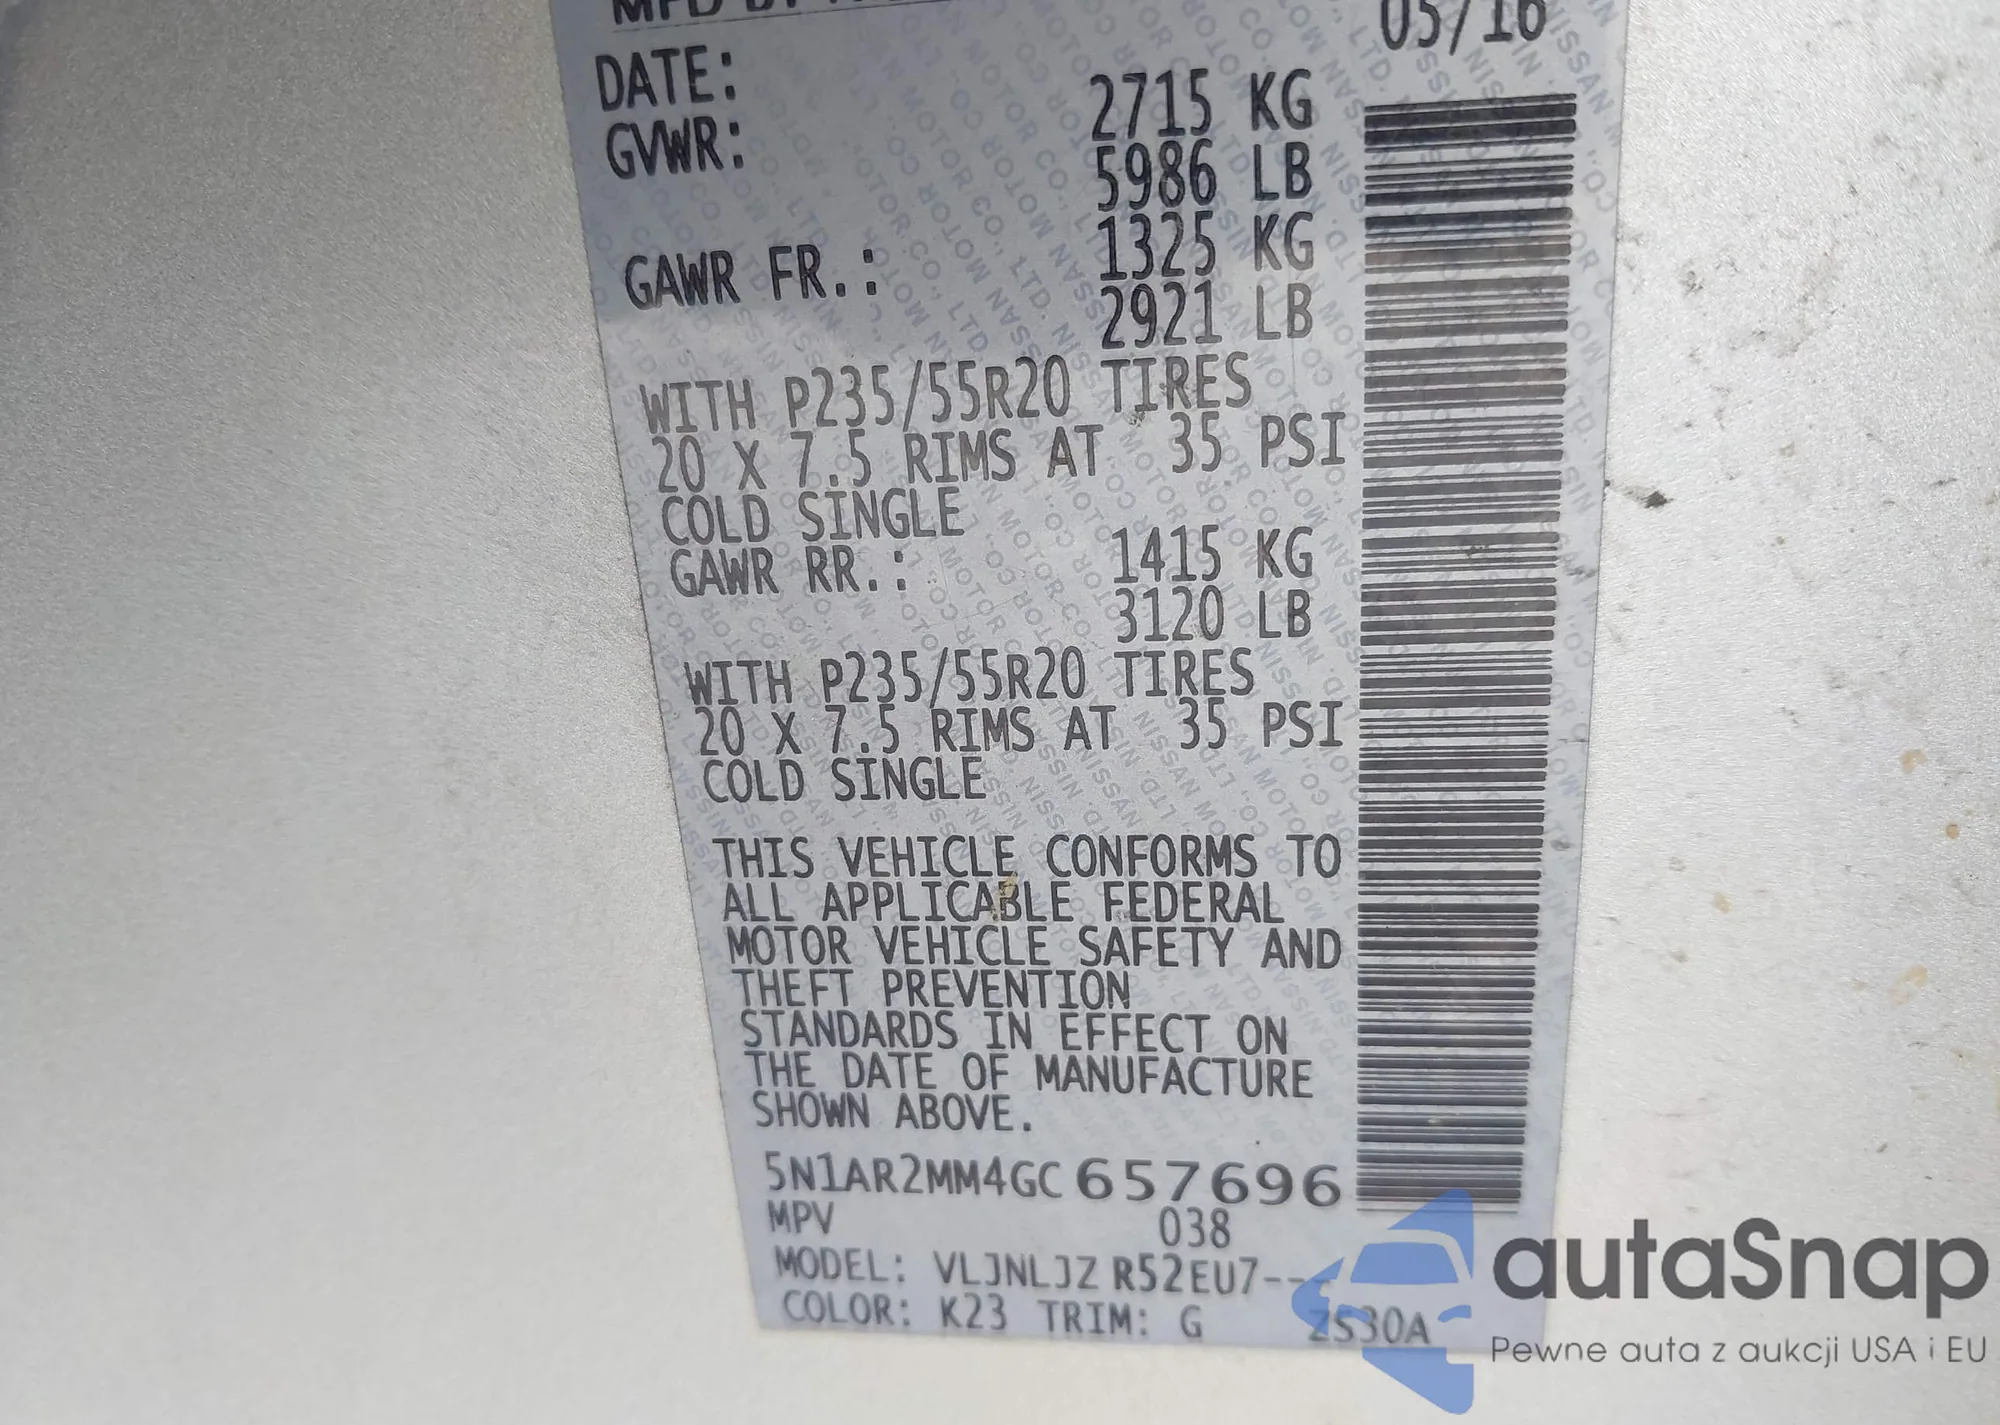 MFD BY
05/16
DATE:
GVWR: 2715 KG
5986 LB
GAWR FR.: 1325 KG
2921 LB
WITH P235/55R20 TIRES
20 X 7.5 RIMS AT 35 PSI
COLD SINGLE
GAWR RR.: 1415 KG
3120 LB
WITH P235/55R20 TIRES
20 X 7.5 RIMS AT 35 PSI
COLD SINGLE
THIS VEHICLE CONFORMS TO
ALL APPLICABLE FEDERAL
MOTOR VEHICLE SAFETY AND
THEFT PREVENTION
STANDARDS IN EFFECT ON
THE DATE OF MANUFACTURE
SHOWN ABOVE.
5N1AR2MM4GC657696
MPV 038
MODEL: VLJNLJZ R52EU7---
COLOR: K23 TRIM: G ZS30A
autaSnap
Pewne auta z aukcji USA i EU